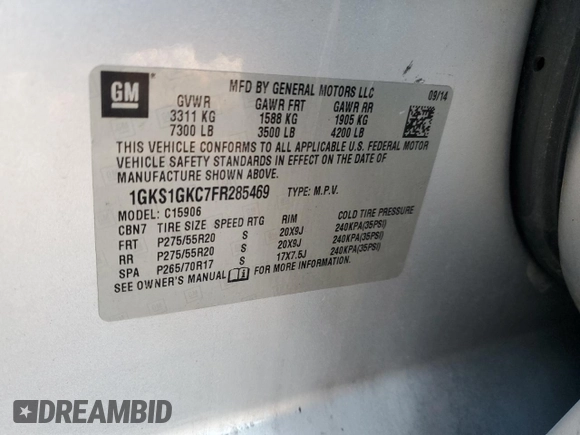 GM
MFD BY GENERAL MOTORS LLC
09/14
GVWR GAWR FRT GAWR RR
3311 KG 1588 KG 1905 KG
7300 LB 3500 LB 4200 LB
THIS VEHICLE CONFORMS TO ALL APPLICABLE U.S. FEDERAL MOTOR
VEHICLE SAFETY STANDARDS IN EFFECT ON THE DATE OF
MANUFACTURE SHOWN ABOVE.
1GKS1GKC7FR285469 TYPE: M.P.V.
MODEL: C15906
CBN7 TIRE SIZE SPEED RTG RIM COLD TIRE PRESSURE
FRT P275/55R20 S 20X9J 240KPA(35PSI)
RR P275/55R20 S 20X9J 240KPA(35PSI)
SPA P265/70R17 S 17X7.5J 240KPA(35PSI)
SEE OWNER'S MANUAL FOR MORE INFORMATION.
DREAMBID